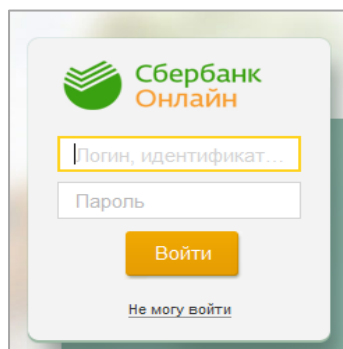 Сбербанк
Онлайн
Логин, идентификат...
Пароль
Войти
Не могу войти